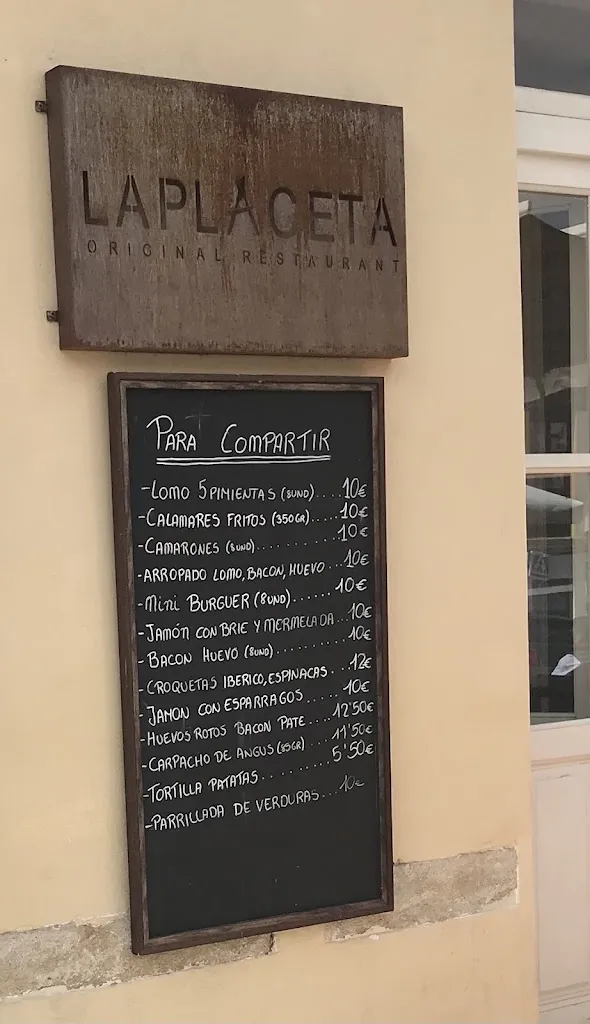 LAPLACETA
ORIGINAL RESTAURANT
PARA COMPARTIR
-LOMO 5 PIMIENTAS (8UND)....10€
-CALAMARES FRITOS (350GR).....10€
-CAMARONES (8UND)..........10€
-ARROPADO LOMO, BACON, HUEVO...10€
-MINI BURGUER (8UND)......10€
-JAMÓN CON BRIE Y MERMELADA...10€
-BACON HUEVO (8UND).........10€
-CROQUETAS IBERICO, ESPINACAS...12€
-JAMON CON ESPARRAGOS.....10€
-HUEVOS ROTOS BACON PATE...12'50€
-CARPACHO DE ANGUS (85GR)....11'50€
-TORTILLA PATATAS..........5'50€
-PARRILLADA DE VERDURAS...10€